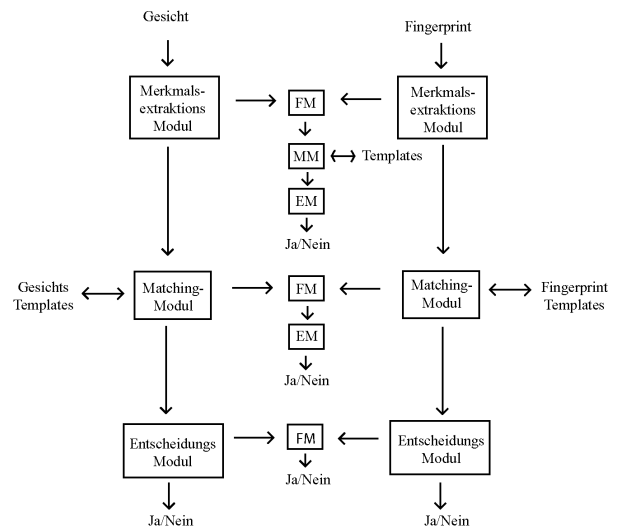 Gesicht
Fingerprint
Merkmals-
extraktions
Modul
FM
Merkmals-
extraktions
Modul
MM
Templates
EM
Ja/Nein
Gesichts
Templates
Matching-
Modul
FM
Matching-
Modul
Fingerprint
Templates
EM
Ja/Nein
Entscheidungs
Modul
FM
Entscheidungs
Modul
Ja/Nein
Ja/Nein
Ja/Nein